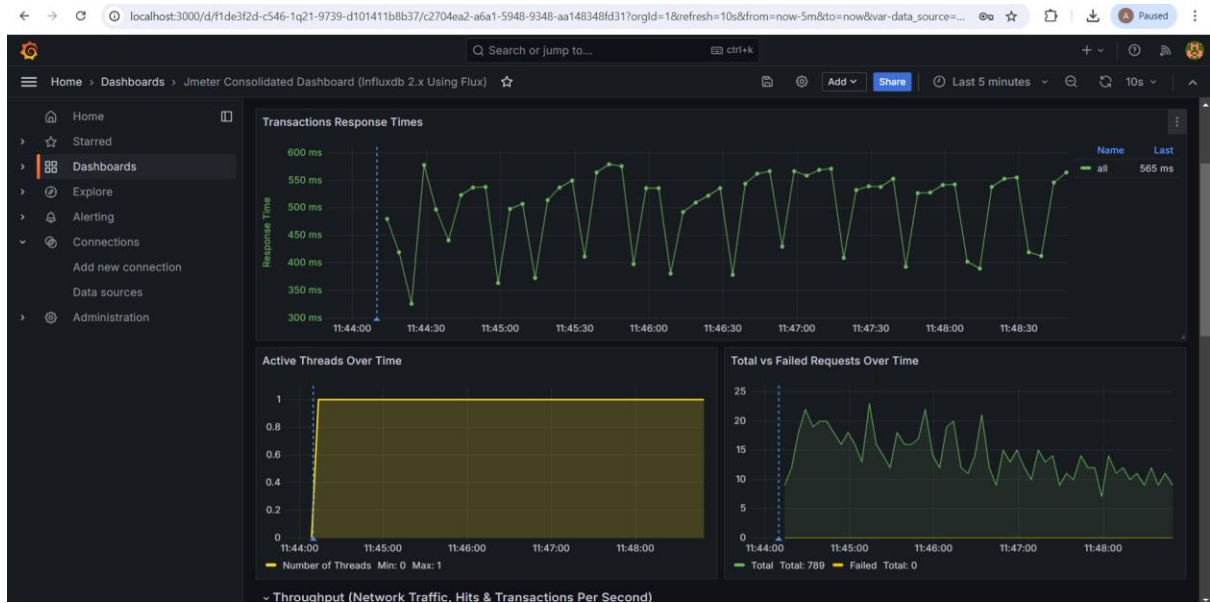 localhost:3000/d/f1de3f2d-c546-1q21-9739-d101411b8b37/c2704ea2-a6a1-5948-9348-aa148348fd31?orgId=1&refresh=10s&from=now-5m&to=now&var-data_source=...
Paused
Search or jump to...
ctrl+k
Home › Dashboards › Jmeter Consolidated Dashboard (Influxdb 2.x Using Flux)
Add
Share
Last 5 minutes
10s
Home
Starred
Dashboards
Explore
Alerting
Connections
Add new connection
Data sources
Administration
Transactions Response Times
Response Time
600 ms
550 ms
500 ms
450 ms
400 ms
350 ms
300 ms
11:44:00 11:44:30 11:45:00 11:45:30 11:46:00 11:46:30 11:47:00 11:47:30 11:48:00 11:48:30
Name Last
all 565 ms
Active Threads Over Time
1
0.8
0.6
0.4
0.2
0
11:44:00 11:45:00 11:46:00 11:47:00 11:48:00
Number of Threads Min: 0 Max: 1
Total vs Failed Requests Over Time
25
20
15
10
5
0
11:44:00 11:45:00 11:46:00 11:47:00 11:48:00
Total Total: 789 Failed Total: 0
Throughput (Network Traffic, Hits & Transactions Per Second)